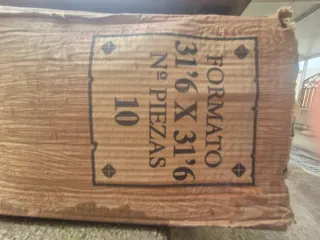 FORMATO
31'6 X 31'6
Nº PIEZAS
10